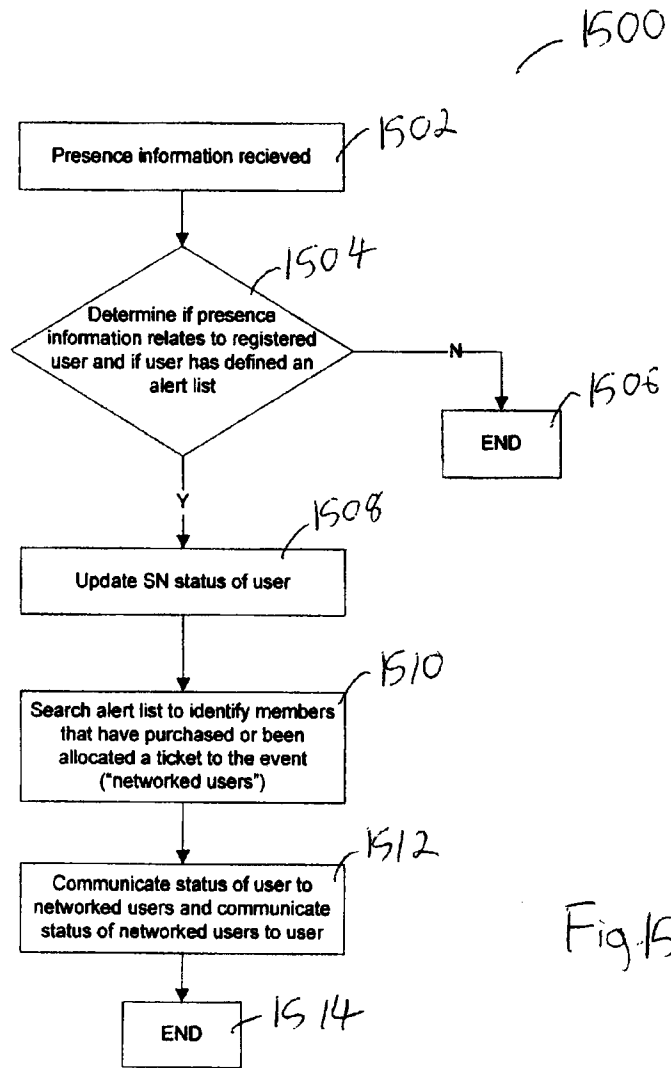 1500
Presence information recieved
1502
1504
Determine if presence
information relates to registered
user and if user has defined an
alert list
N
1506
END
Y
1508
Update SN status of user
1510
Search alert list to identify members
that have purchased or been
allocated a ticket to the event
("networked users")
1512
Communicate status of user to
networked users and communicate
status of networked users to user
Fig.15
END
1514